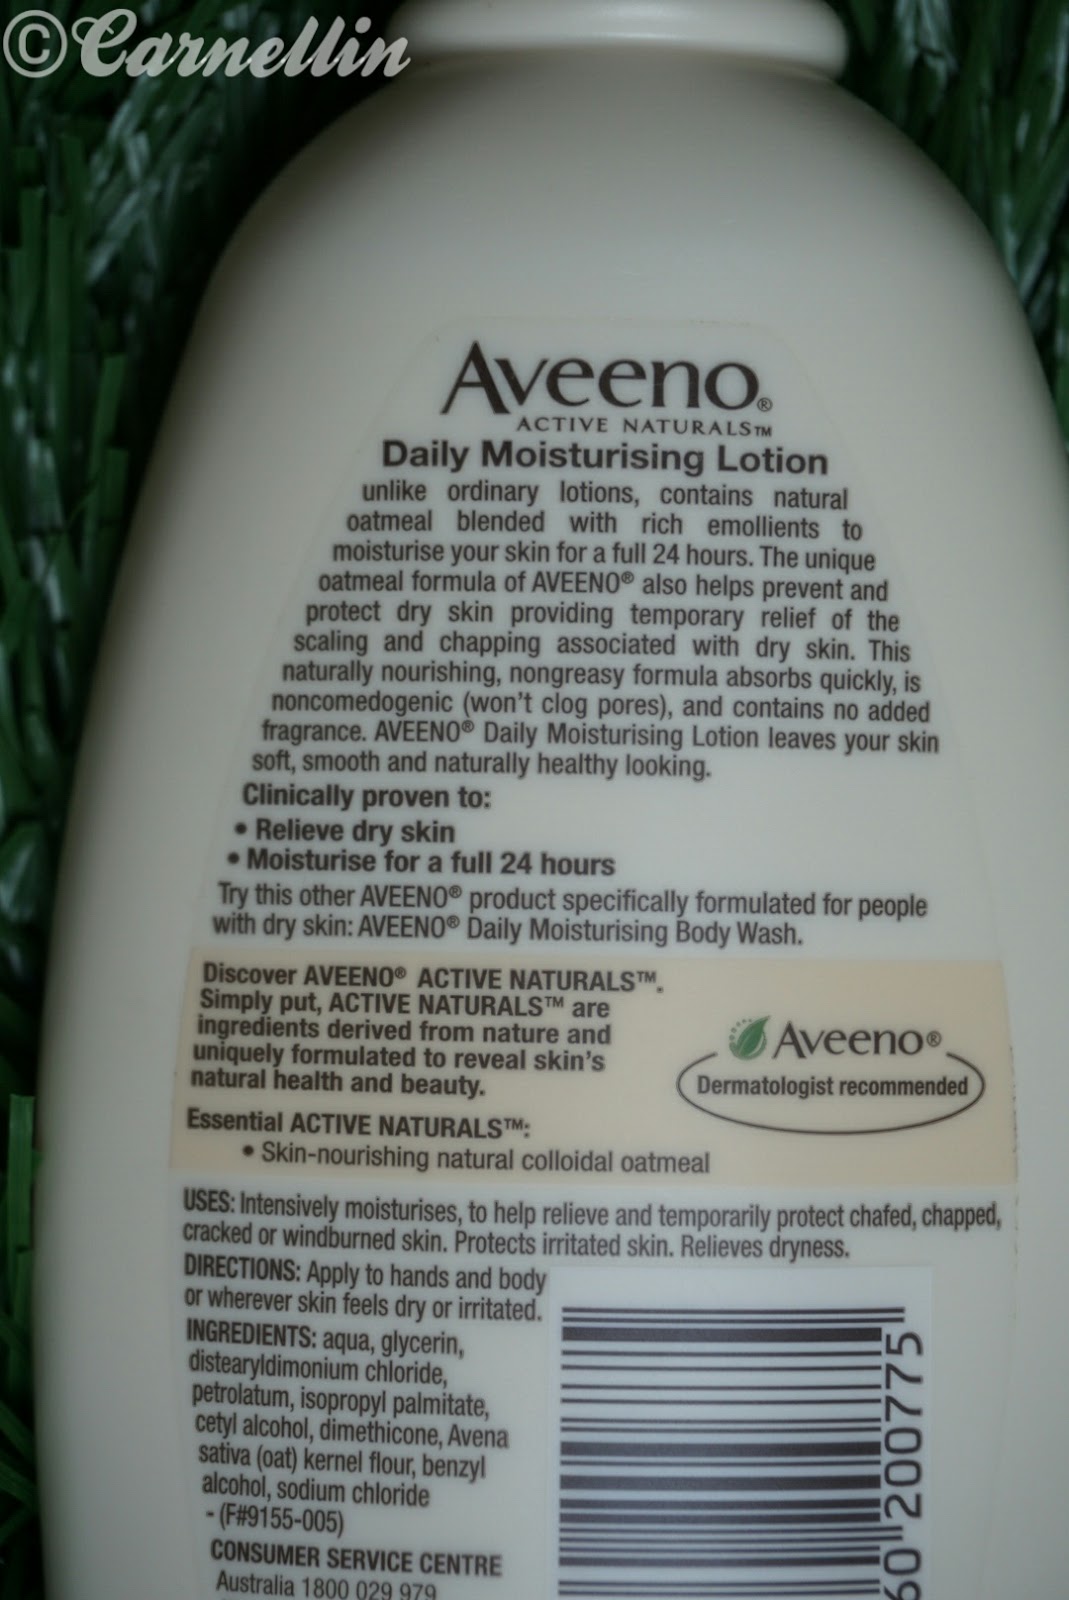 ©Carnellin
Aveeno®
ACTIVE NATURALS™
Daily Moisturising Lotion
unlike ordinary lotions, contains natural
oatmeal blended with rich emollients to
moisturise your skin for a full 24 hours. The unique
oatmeal formula of AVEENO® also helps prevent and
protect dry skin providing temporary relief of the
scaling and chapping associated with dry skin. This
naturally nourishing, nongreasy formula absorbs quickly, is
noncomedogenic (won't clog pores), and contains no added
fragrance. AVEENO® Daily Moisturising Lotion leaves your skin
soft, smooth and naturally healthy looking.
Clinically proven to:
• Relieve dry skin
• Moisturise for a full 24 hours
Try this other AVEENO® product specifically formulated for people
with dry skin: AVEENO® Daily Moisturising Body Wash.
Discover AVEENO® ACTIVE NATURALS™.
Simply put, ACTIVE NATURALS™ are
ingredients derived from nature and
uniquely formulated to reveal skin's
natural health and beauty.
Essential ACTIVE NATURALS™:
• Skin-nourishing natural colloidal oatmeal
Aveeno®
Dermatologist recommended
USES: Intensively moisturises, to help relieve and temporarily protect chafed, chapped,
cracked or windburned skin. Protects irritated skin. Relieves dryness.
DIRECTIONS: Apply to hands and body
or wherever skin feels dry or irritated.
INGREDIENTS: aqua, glycerin,
distearyldimonium chloride,
petrolatum, isopropyl palmitate,
cetyl alcohol, dimethicone, Avena
sativa (oat) kernel flour, benzyl
alcohol, sodium chloride
- (F#9155-005)
CONSUMER SERVICE CENTRE
Australia 1800 029 979
60 200775